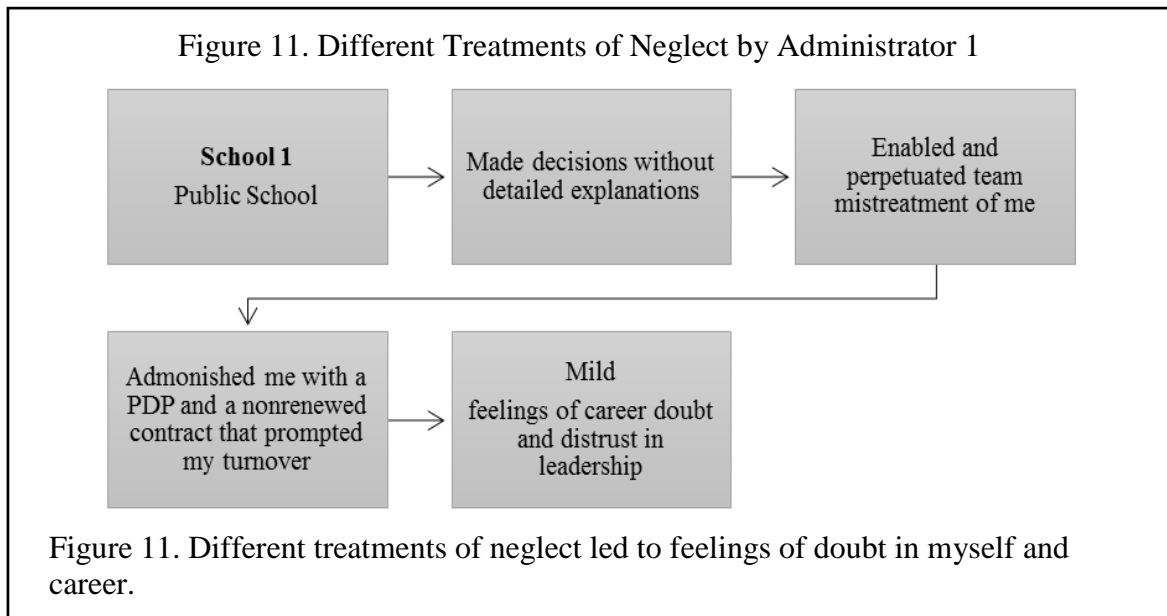 Figure 11. Different Treatments of Neglect by Administrator 1
School 1
Public School
Made decisions without
detailed explanations
Enabled and
perpetuated team
mistreatment of me
Admonished me with a
PDP and a nonrenewed
contract that prompted
my turnover
Mild
feelings of career doubt
and distrust in
leadership
Figure 11. Different treatments of neglect led to feelings of doubt in myself and
career.